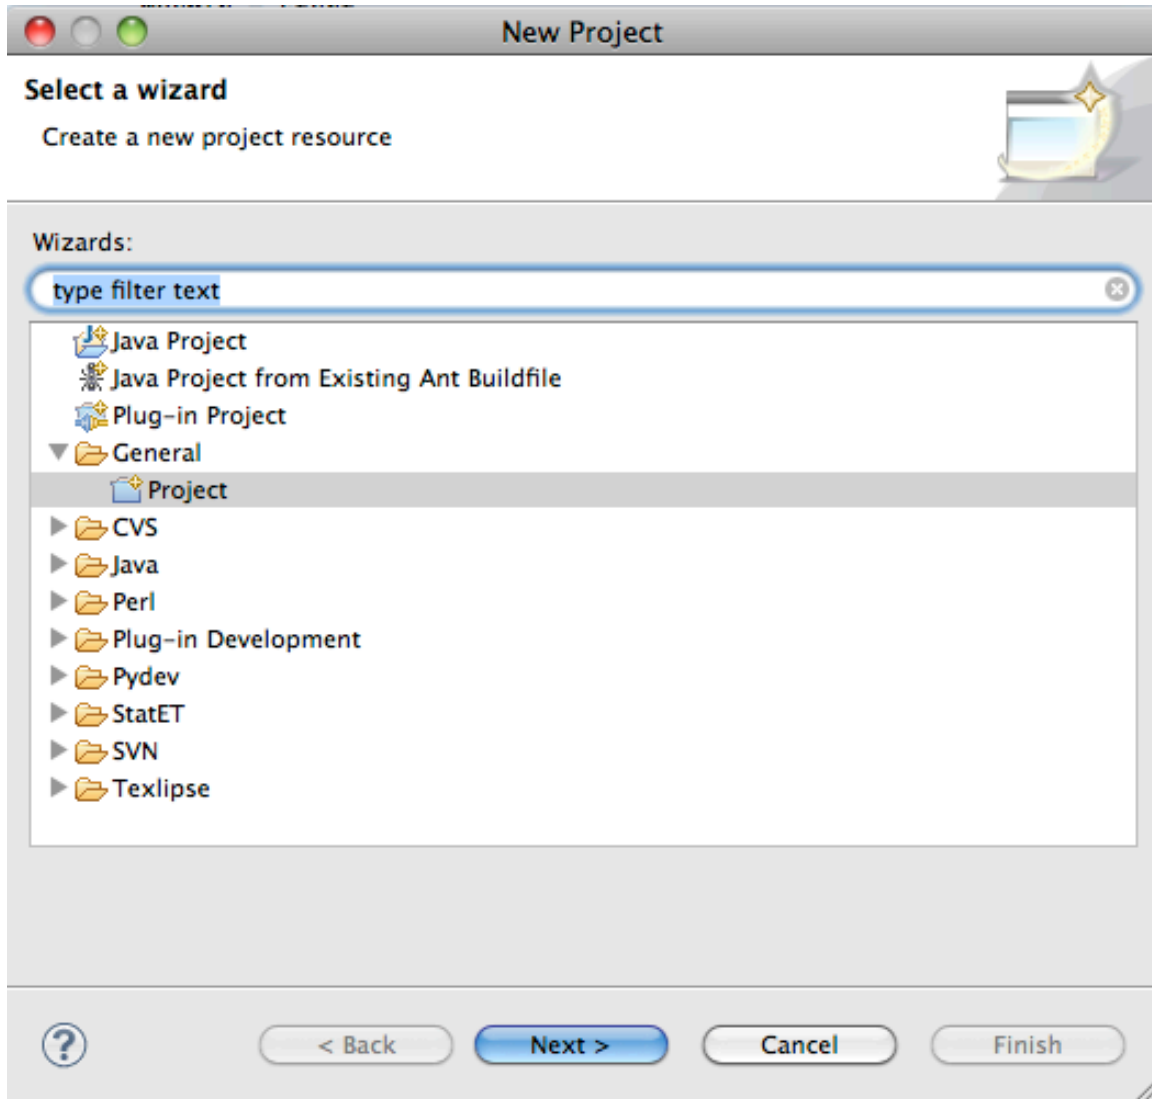 New Project
Select a wizard
Create a new project resource
Wizards:
type filter text
Java Project
Java Project from Existing Ant Buildfile
Plug-in Project
General
Project
CVS
Java
Perl
Plug-in Development
Pydev
StatET
SVN
Texlipse
? < Back Next > Cancel Finish